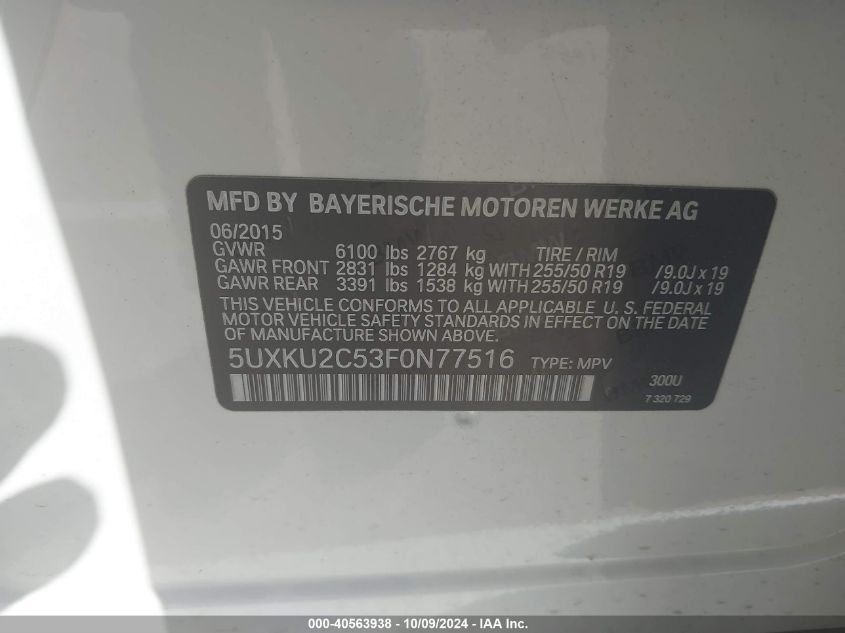 MFD BY BAYERISCHE MOTOREN WERKE AG
06/2015
GVWR 6100 lbs 2767 kg TIRE / RIM
GAWR FRONT 2831 lbs 1284 kg WITH 255/50 R19 /9.0J x 19
GAWR REAR 3391 lbs 1538 kg WITH 255/50 R19 /9.0J x 19
THIS VEHICLE CONFORMS TO ALL APPLICABLE U. S. FEDERAL
MOTOR VEHICLE SAFETY STANDARDS IN EFFECT ON THE DATE
OF MANUFACTURE SHOWN ABOVE.
5UXKU2C53F0N77516 TYPE: MPV
300U
7 320 729
000-40563938 - 10/09/2024 - IAA Inc.